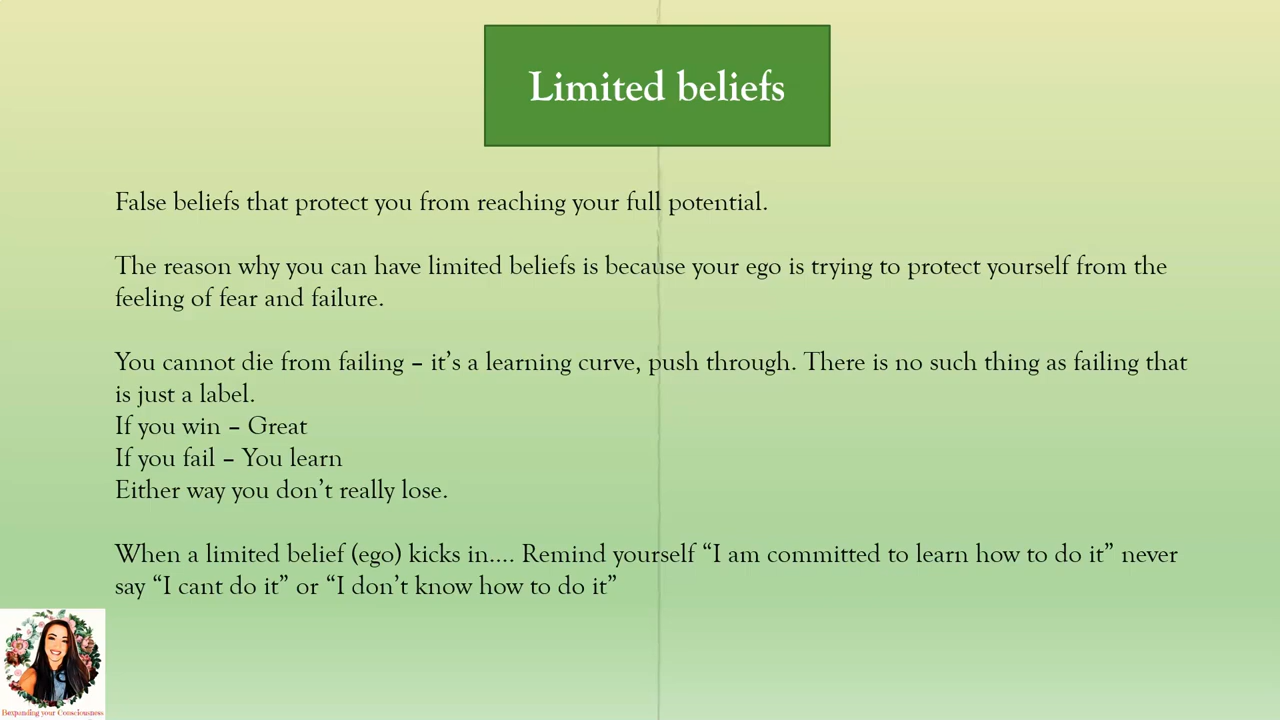 Limited beliefs
False beliefs that protect you from reaching your full potential.
The reason why you can have limited beliefs is because your ego is trying to protect yourself from the
feeling of fear and failure.
You cannot die from failing – it’s a learning curve, push through. There is no such thing as failing that
is just a label.
If you win – Great
If you fail – You learn
Either way you don’t really lose.
When a limited belief (ego) kicks in.... Remind yourself “I am committed to learn how to do it” never
say “I cant do it” or “I don’t know how to do it”
Bexpanding your Consciousness